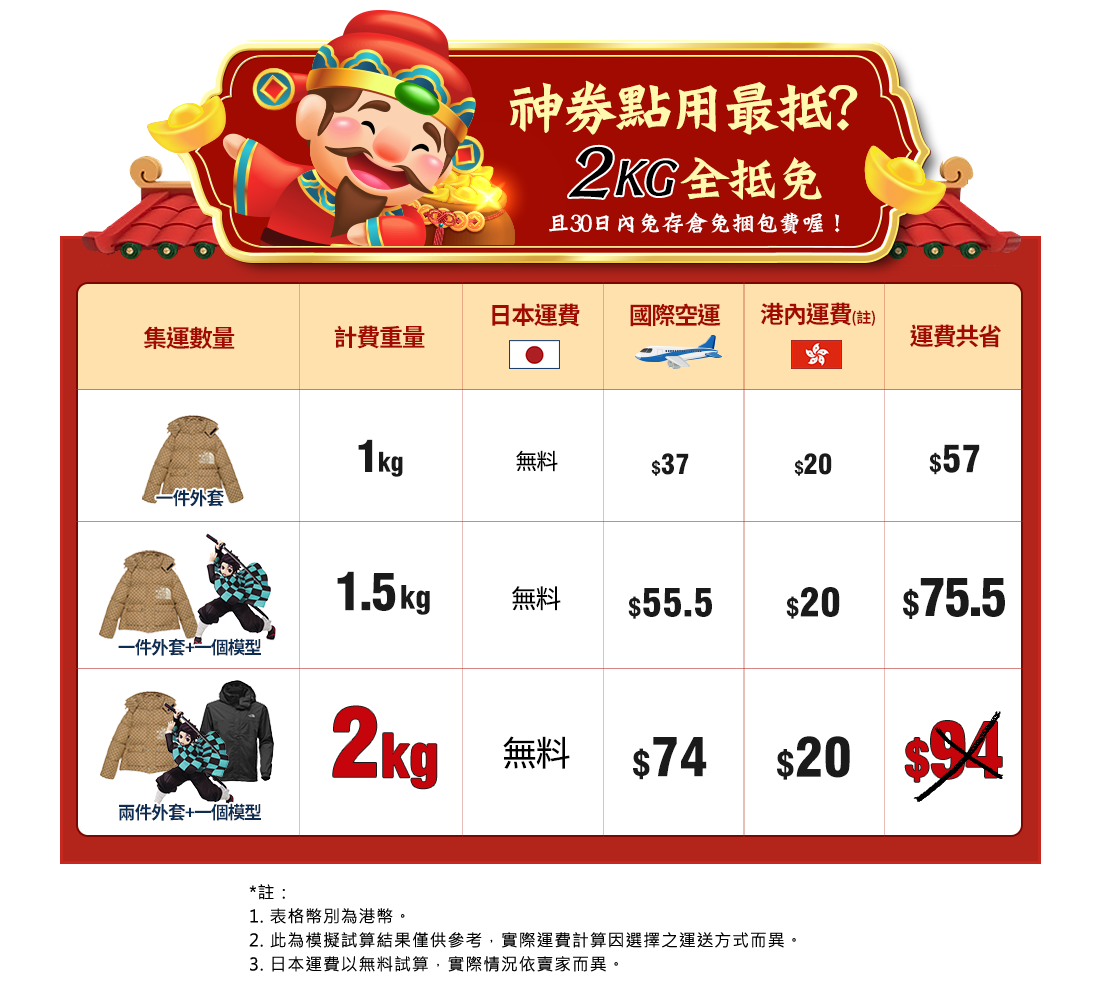 神券點用最抵?
2KG全抵免
且30日內免存倉免捆包費喔！
集運數量
計費重量
日本運費
國際空運
港內運費(註)
運費共省
一件外套
1kg
無料
$37
$20
$57
一件外套+一個模型
1.5kg
無料
$55.5
$20
$75.5
兩件外套+一個模型
2kg
無料
$74
$20
$94
*註：
1. 表格幣別為港幣。
2. 此為模擬試算結果僅供參考，實際運費計算因選擇之運送方式而異。
3. 日本運費以無料試算，實際情況依賣家而異。